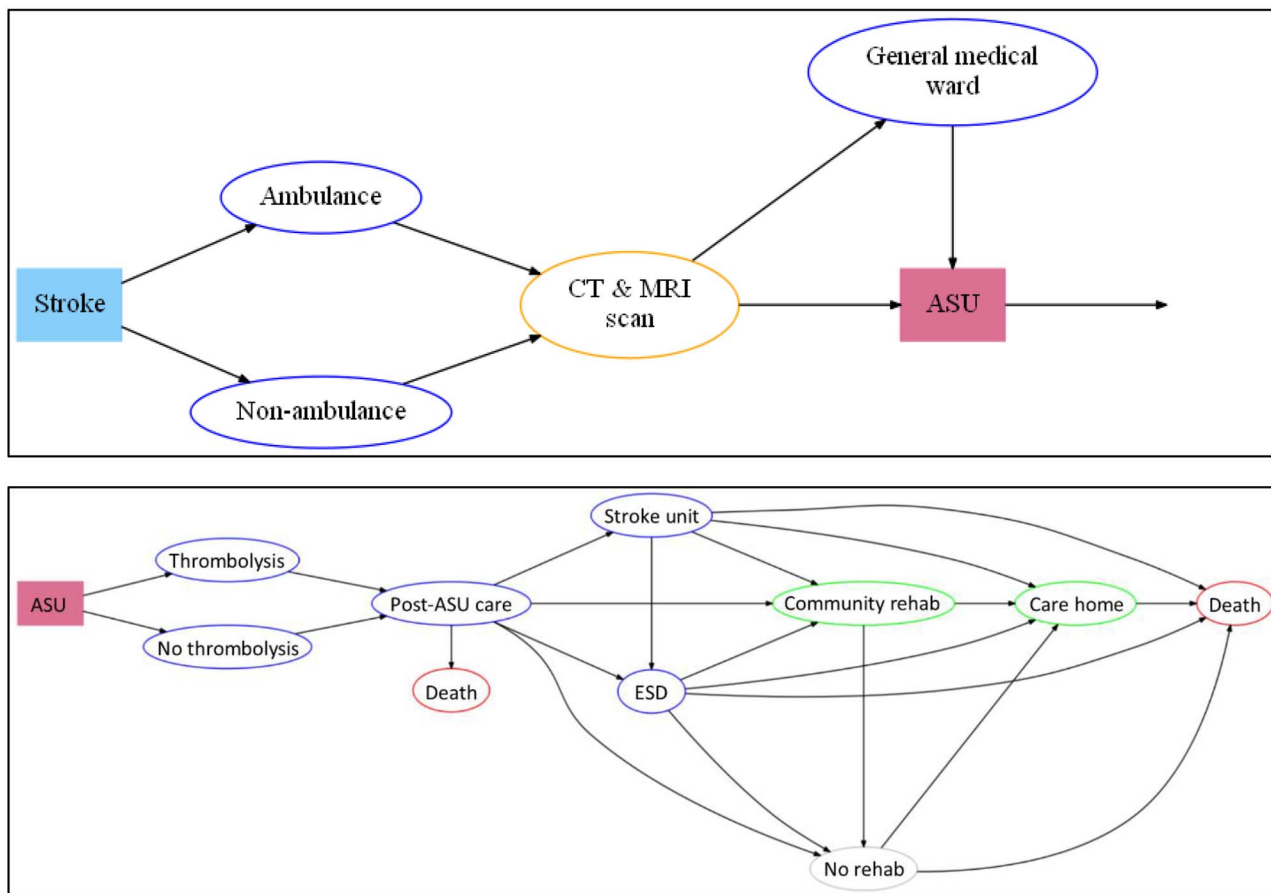 General medical
ward
Ambulance
Stroke
CT & MRI
scan
ASU
Non-ambulance
Stroke unit
Thrombolysis
ASU
Post-ASU care
Community rehab
Care home
Death
No thrombolysis
Death
ESD
No rehab